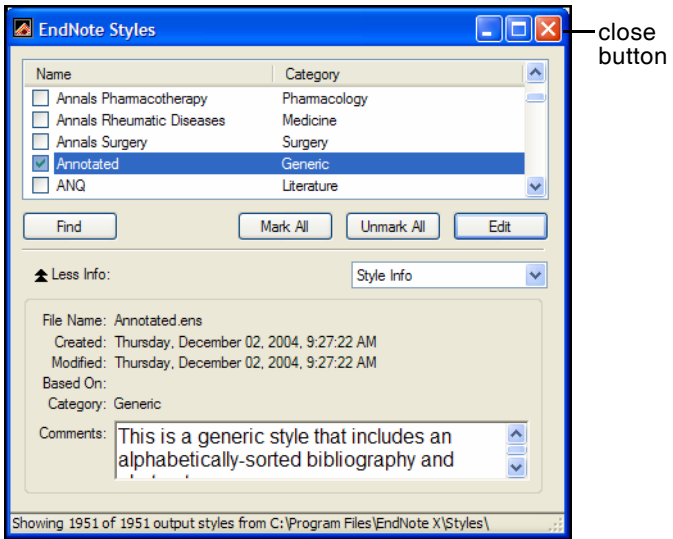 EndNote Styles
close
button
Name Category
Annals Pharmacotherapy Pharmacology
Annals Rheumatic Diseases Medicine
Annals Surgery Surgery
Annotated Generic
ANQ Literature
Find Mark All Unmark All Edit
Less Info: Style Info
File Name: Annotated.ens
Created: Thursday, December 02, 2004, 9:27:22 AM
Modified: Thursday, December 02, 2004, 9:27:22 AM
Based On:
Category: Generic
Comments: This is a generic style that includes an
alphabetically-sorted bibliography and
Showing 1951 of 1951 output styles from C:\Program Files\EndNote X\Styles\